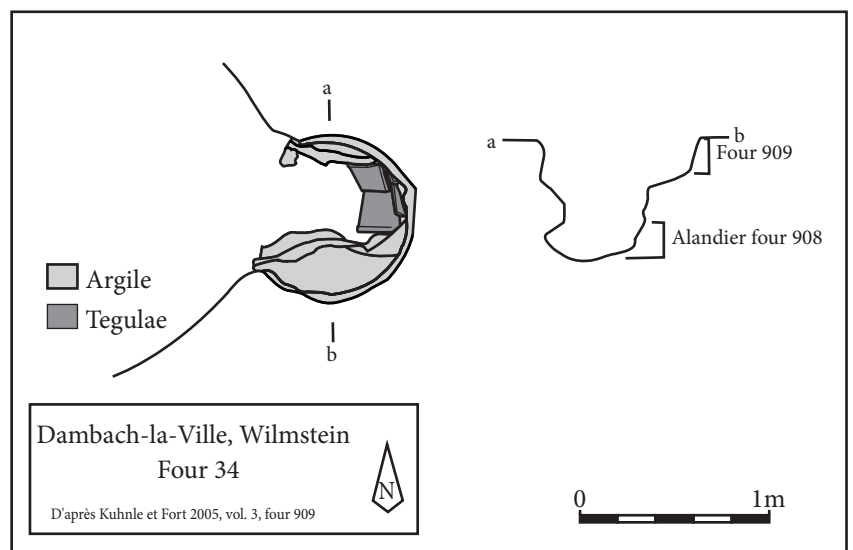 a
b
a
b
Four 909
Alandier four 908
Argile
Tegulae
Dambach-la-Ville, Wilmstein
Four 34
N
D'après Kuhnle et Fort 2005, vol. 3, four 909
0 1m